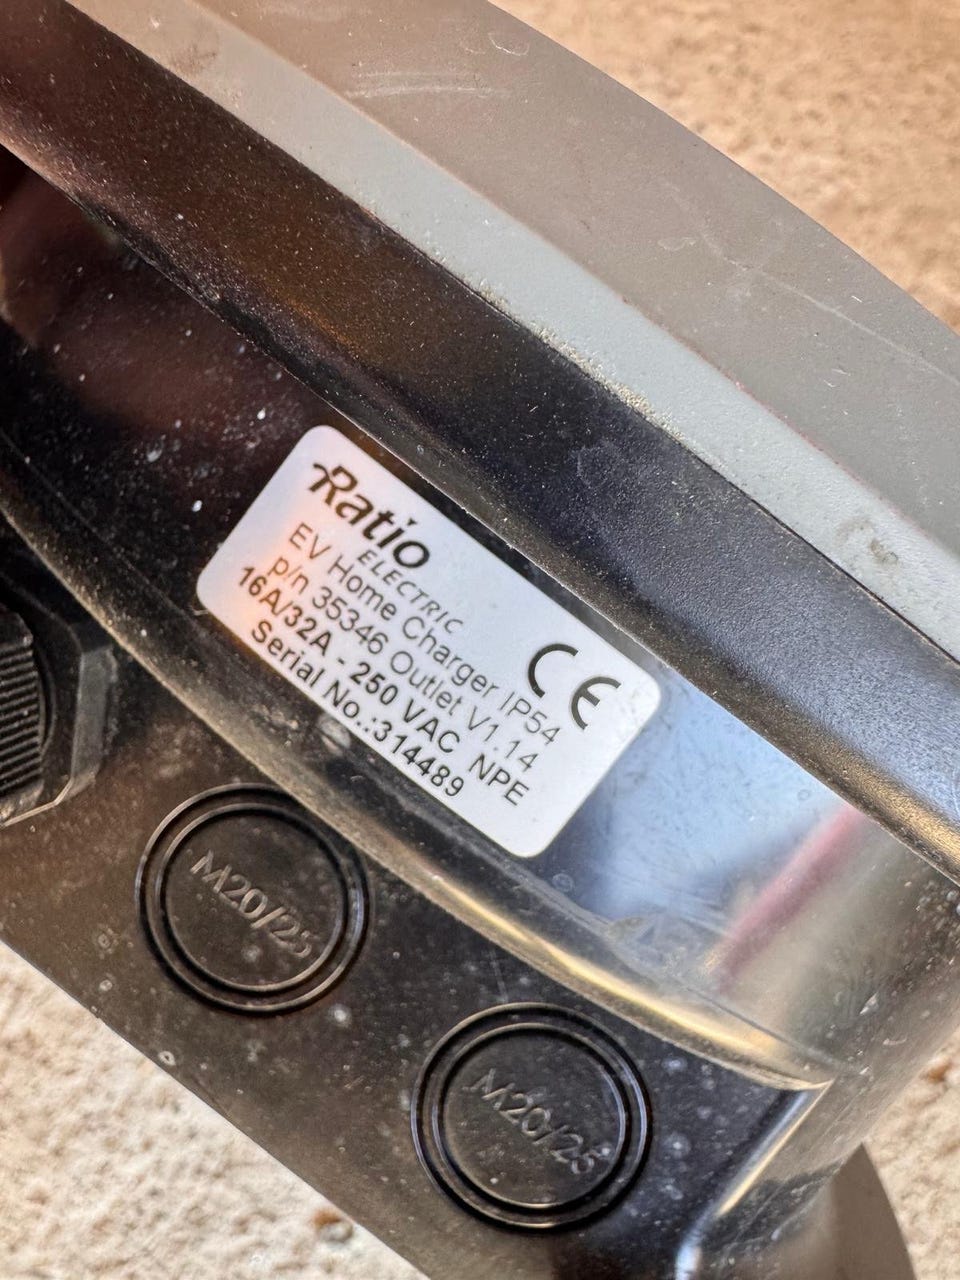 Ratio
ELECTRIC
EV Home Charger IP54
p/n 35346 Outlet V1.14
16A/32A - 250 VAC NPE
Serial No.:314489
CE
M20/25
M20/25